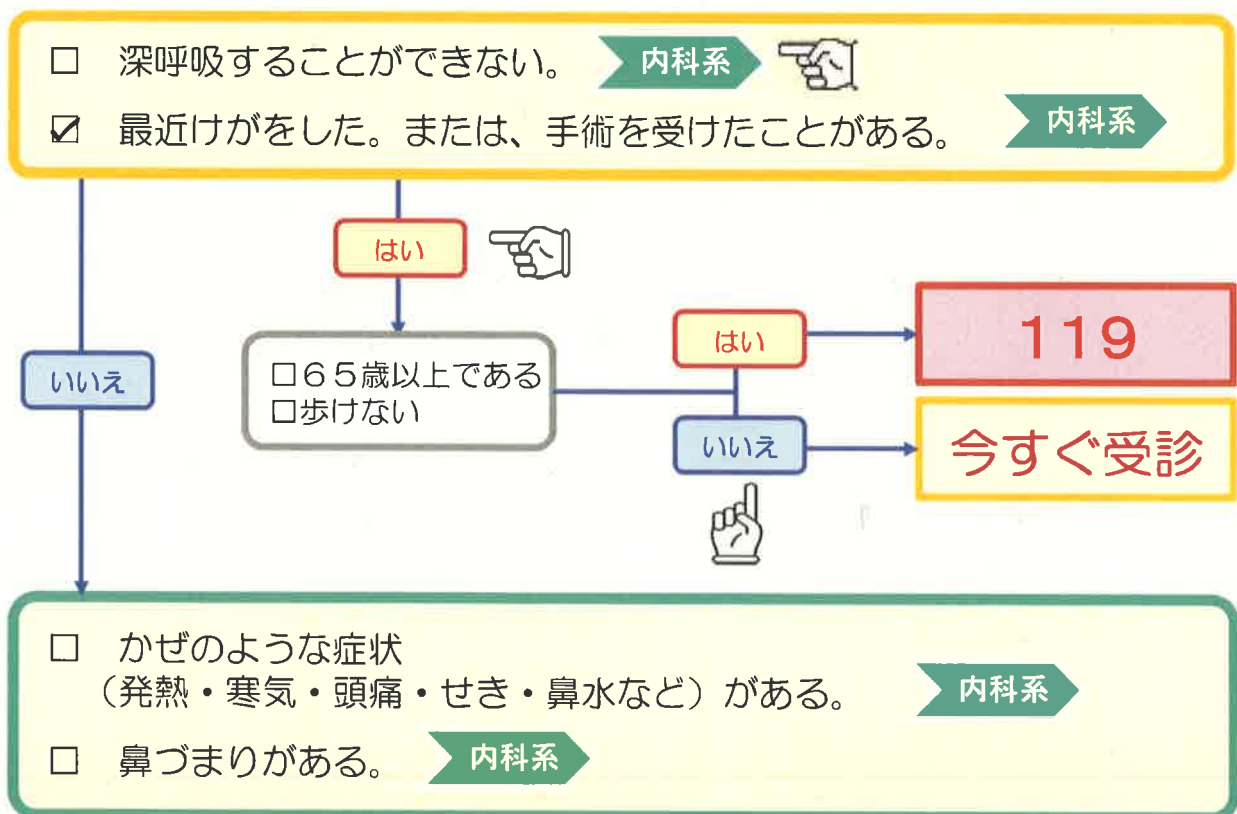 □ 深呼吸することができない。 内科系
☑ 最近けがをした。または、手術を受けたことがある。 内科系
はい
いいえ
□65歳以上である
□歩けない
はい
119
いいえ
今すぐ受診
□ かぜのような症状
（発熱・寒気・頭痛・せき・鼻水など）がある。 内科系
□ 鼻づまりがある。 内科系